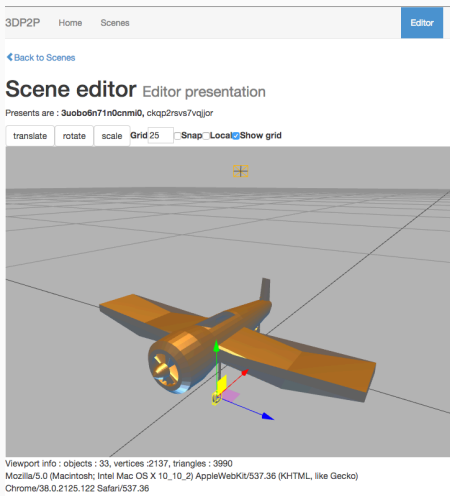 3DP2P Home Scenes Editor
Back to Scenes
Scene editor Editor presentation
Presents are : 3uobo6n71n0cnmi0, ckqp2rsvs7vqjjor
translate rotate scale Grid 25 Snap Local Show grid
Viewport info : objects : 33, vertices :2137, triangles : 3990
Mozilla/5.0 (Macintosh; Intel Mac OS X 10_10_2) AppleWebKit/537.36 (KHTML, like Gecko)
Chrome/38.0.2125.122 Safari/537.36